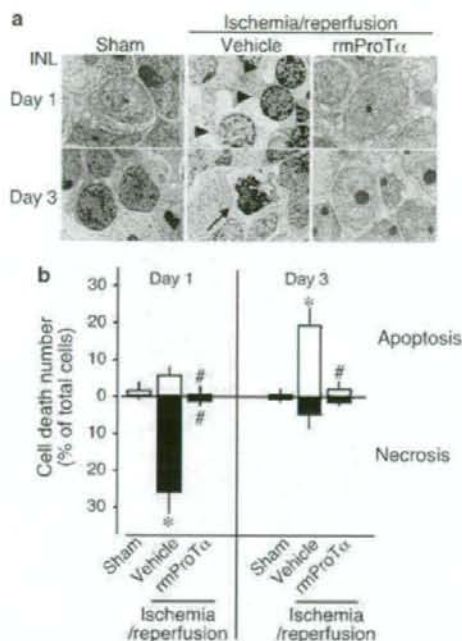 a
Ischemia/reperfusion
Sham Vehicle rmProTα
INL
Day 1
Day 3
b
Day 1 Day 3
Cell death number
(% of total cells)
30
20
10
0
10
20
30
*
#
#
*
#
Apoptosis
Necrosis
Sham Vehicle rmProTα Sham Vehicle rmProTα
Ischemia
/reperfusion
Ischemia
/reperfusion